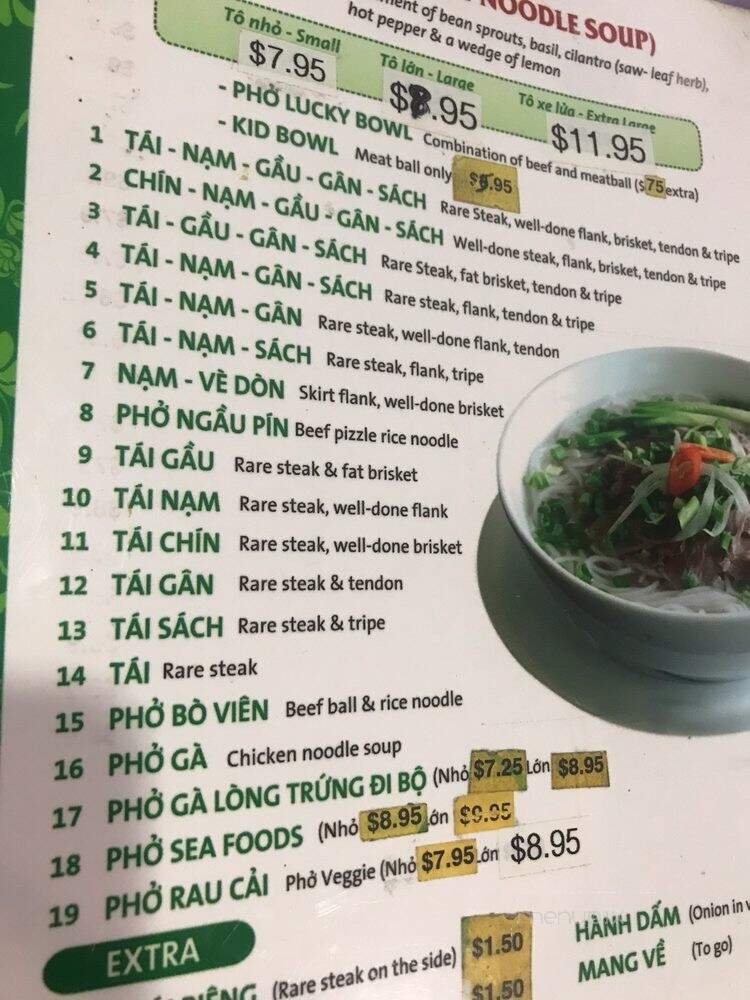 NOODLE SOUP)
ment of bean sprouts, basil, cilantro (saw- leaf herb),
hot pepper & a wedge of lemon
Tô nhỏ - Small
$7.95
Tô lớn - Large
$8.95
Tô xe lửa - Extra Large
$11.95
- PHỞ LUCKY BOWL Combination of beef and meatball ($75 extra)
- KID BOWL Meat ball only .95
1 TÁI - NẠM - GẦU - GÂN - SÁCH Rare Steak, well-done flank, brisket, tendon & tripe
2 CHÍN - NẠM - GẦU - GÂN - SÁCH Well-done steak, flank, brisket, tendon & tripe
3 TÁI - GẦU - GÂN - SÁCH Rare Steak, fat brisket, tendon & tripe
4 TÁI - NẠM - GÂN - SÁCH Rare steak, flank, tendon & tripe
5 TÁI - NẠM - GÂN Rare steak, well-done flank, tendon
6 TÁI - NẠM - SÁCH Rare steak, flank, tripe
7 NẠM - VÈ DÒN Skirt flank, well-done brisket
8 PHỞ NGẦU PÍN Beef pizzle rice noodle
9 TÁI GẦU Rare steak & fat brisket
10 TÁI NẠM Rare steak, well-done flank
11 TÁI CHÍN Rare steak, well-done brisket
12 TÁI GÂN Rare steak & tendon
13 TÁI SÁCH Rare steak & tripe
14 TÁI Rare steak
15 PHỞ BÒ VIÊN Beef ball & rice noodle
16 PHỞ GÀ Chicken noodle soup
17 PHỞ GÀ LÒNG TRỨNG ĐI BỘ (Nhỏ $7.25 Lớn $8.95
18 PHỞ SEA FOODS (Nhỏ $8.95 Lớn $9.95
19 PHỞ RAU CẢI Phở Veggie (Nhỏ $7.95 Lớn $8.95
EXTRA
(Rare steak on the side) $1.50
$1.50
HÀNH DẤM (Onion in v
MANG VỀ (To go)